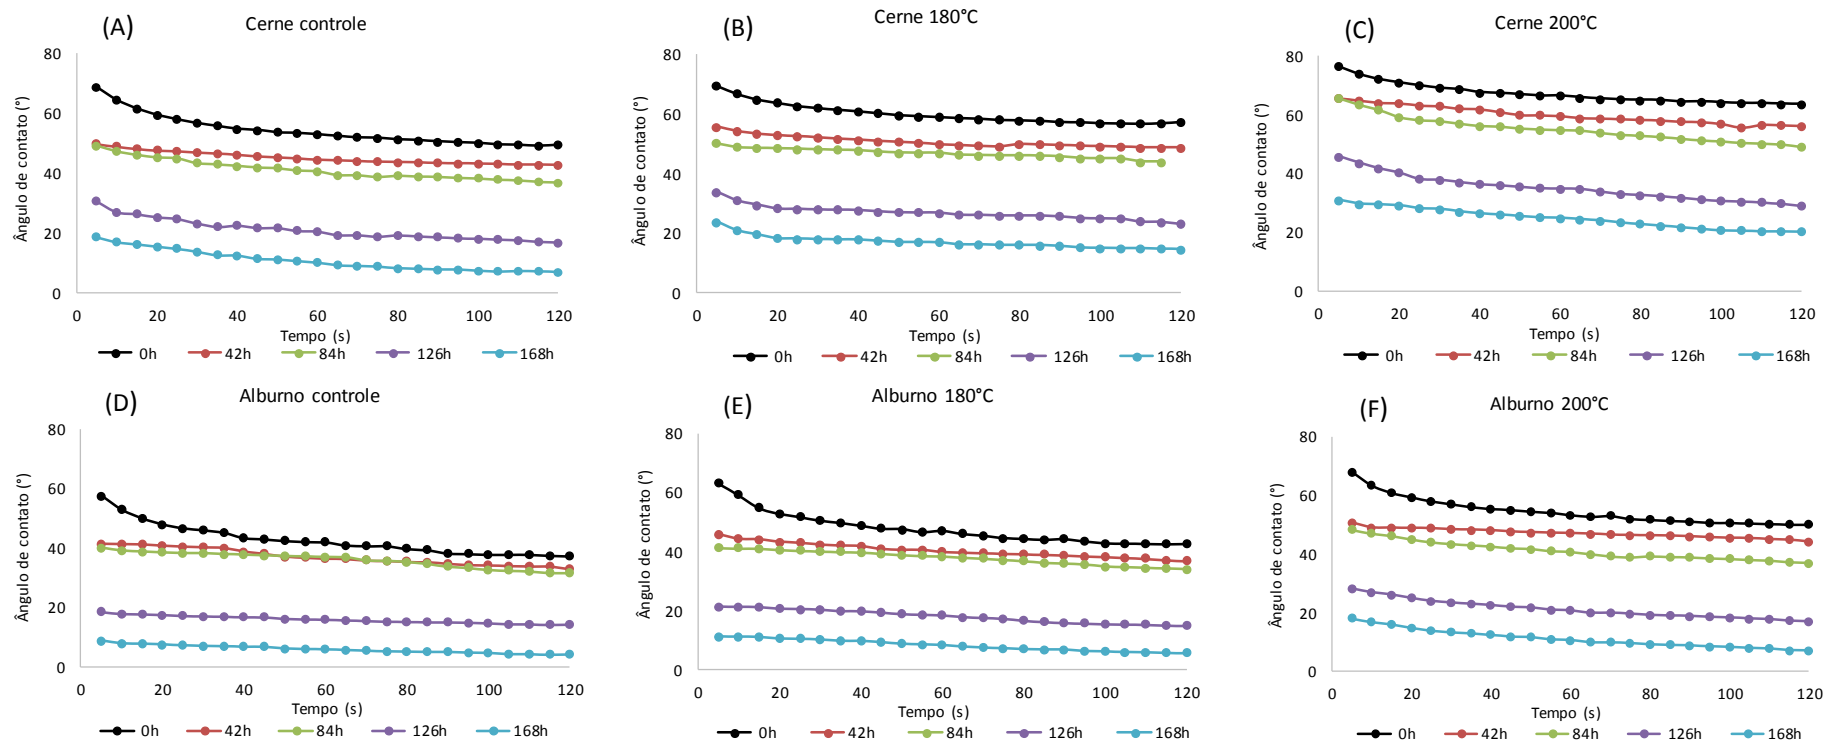 (A) Cerne controle
Ângulo de contato (°)
80
60
40
20
0
0 20 40 60 80 100 120
Tempo (s)
0h 42h 84h 126h 168h
(B) Cerne 180°C
Ângulo de contato (°)
80
60
40
20
0
0 20 40 60 80 100 120
Tempo (s)
0h 42h 84h 126h 168h
(C) Cerne 200°C
Ângulo de contato (°)
80
60
40
20
0
0 20 40 60 80 100 120
Tempo (s)
0h 42h 84h 126h 168h
(D) Alburno controle
Ângulo de contato (°)
80
60
40
20
0
0 20 40 60 80 100 120
Tempo (s)
0h 42h 84h 126h 168h
(E) Alburno 180°C
Ângulo de contato (°)
80
60
40
20
0
0 20 40 60 80 100 120
Tempo (s)
0h 42h 84h 126h 168h
(F) Alburno 200°C
Ângulo de contato (°)
80
60
40
20
0
0 20 40 60 80 100 120
Tempo (s)
0h 42h 84h 126h 168h